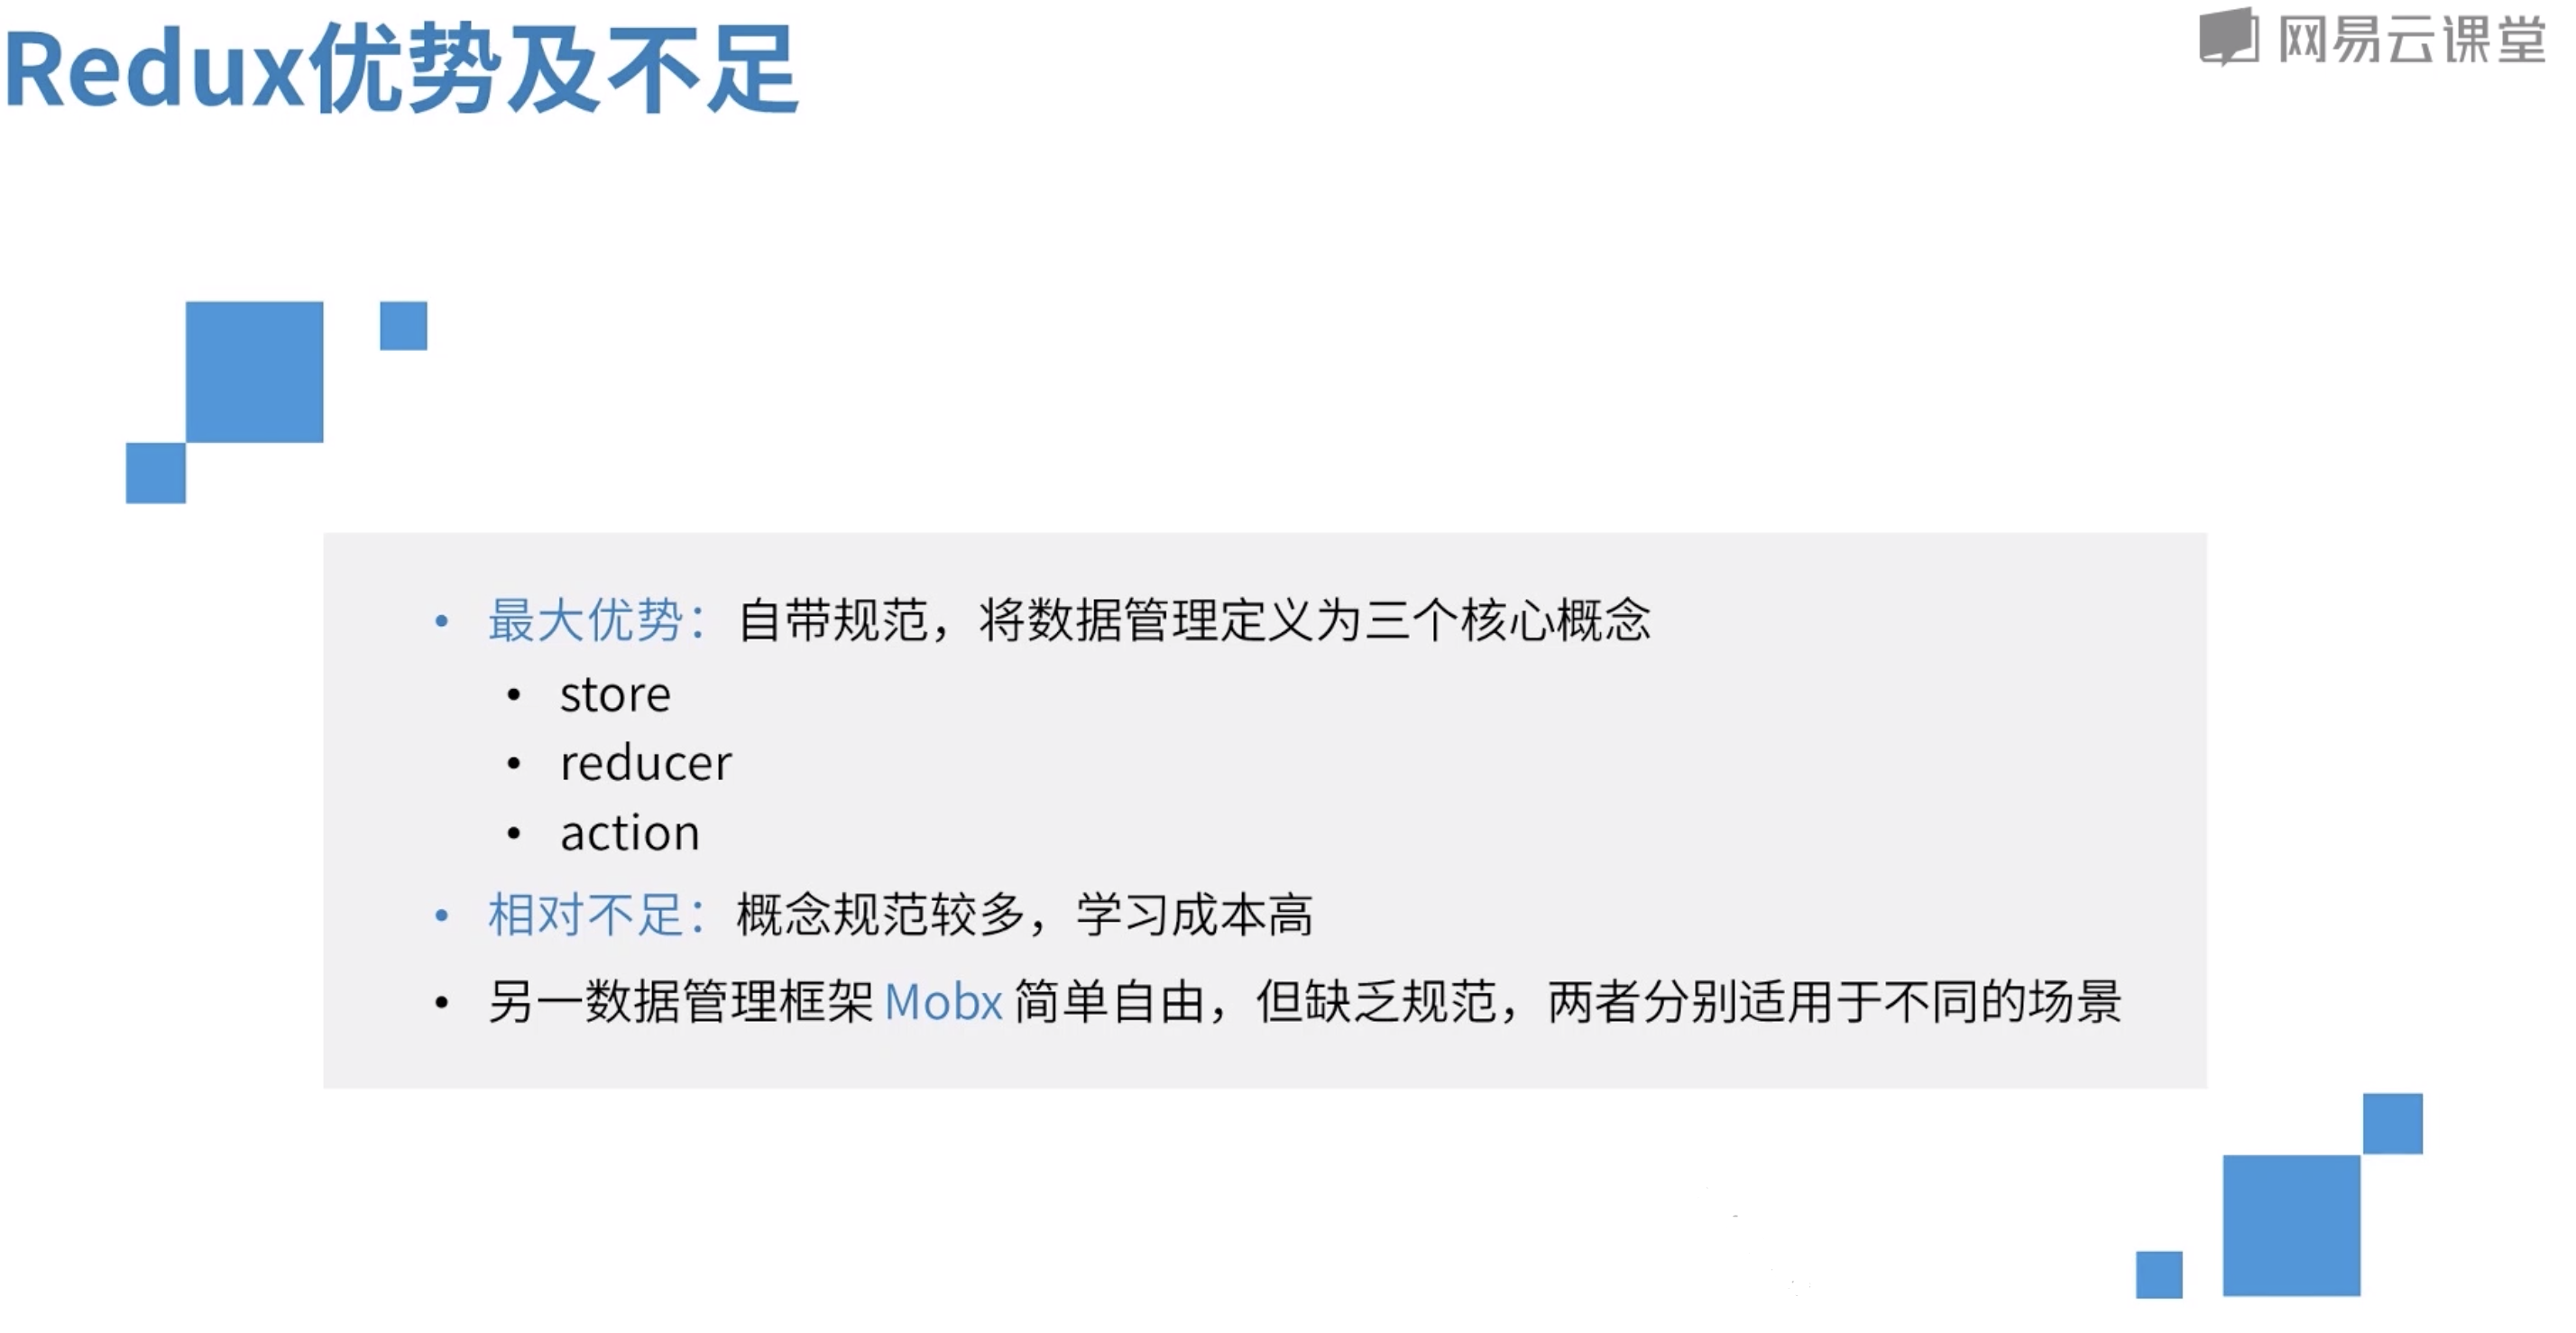 Redux优势及不足
网易云课堂
• 最大优势：自带规范，将数据管理定义为三个核心概念
• store
• reducer
• action
• 相对不足：概念规范较多，学习成本高
• 另一数据管理框架 Mobx 简单自由，但缺乏规范，两者分别适用于不同的场景